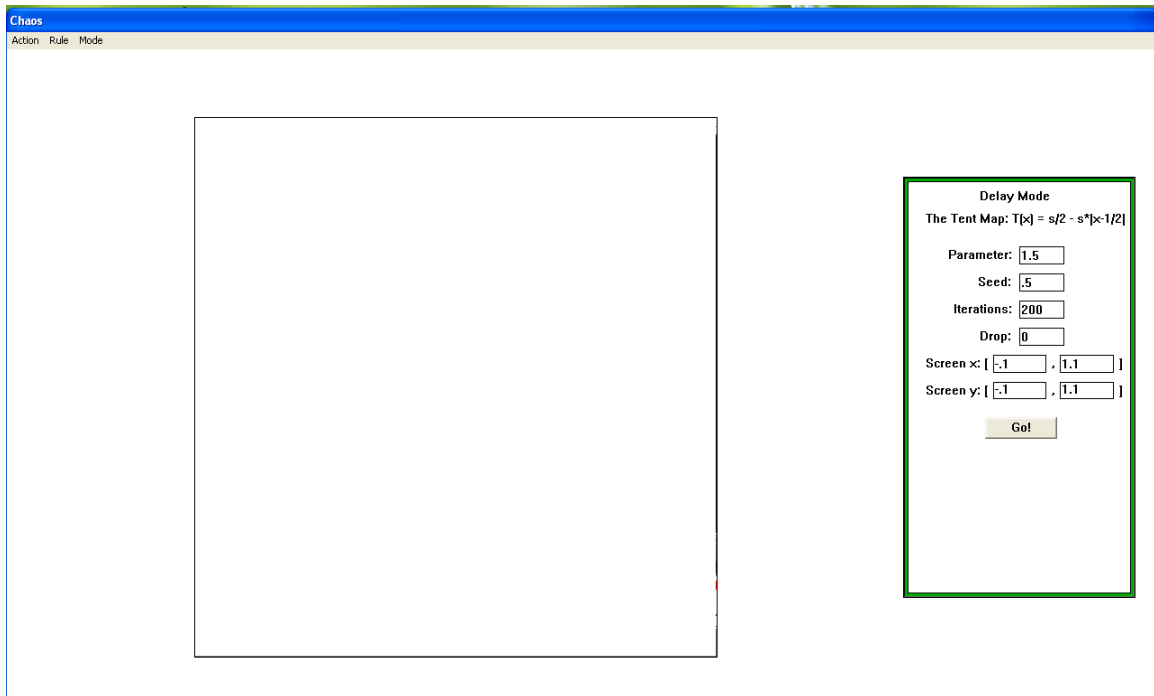 Chaos
Action Rule Mode
Delay Mode
The Tent Map: T(x) = s/2 - s*|x-1/2|
Parameter: 1.5
Seed: .5
Iterations: 200
Drop: 0
Screen x: [ -.1 , 1.1 ]
Screen y: [ -.1 , 1.1 ]
Go!